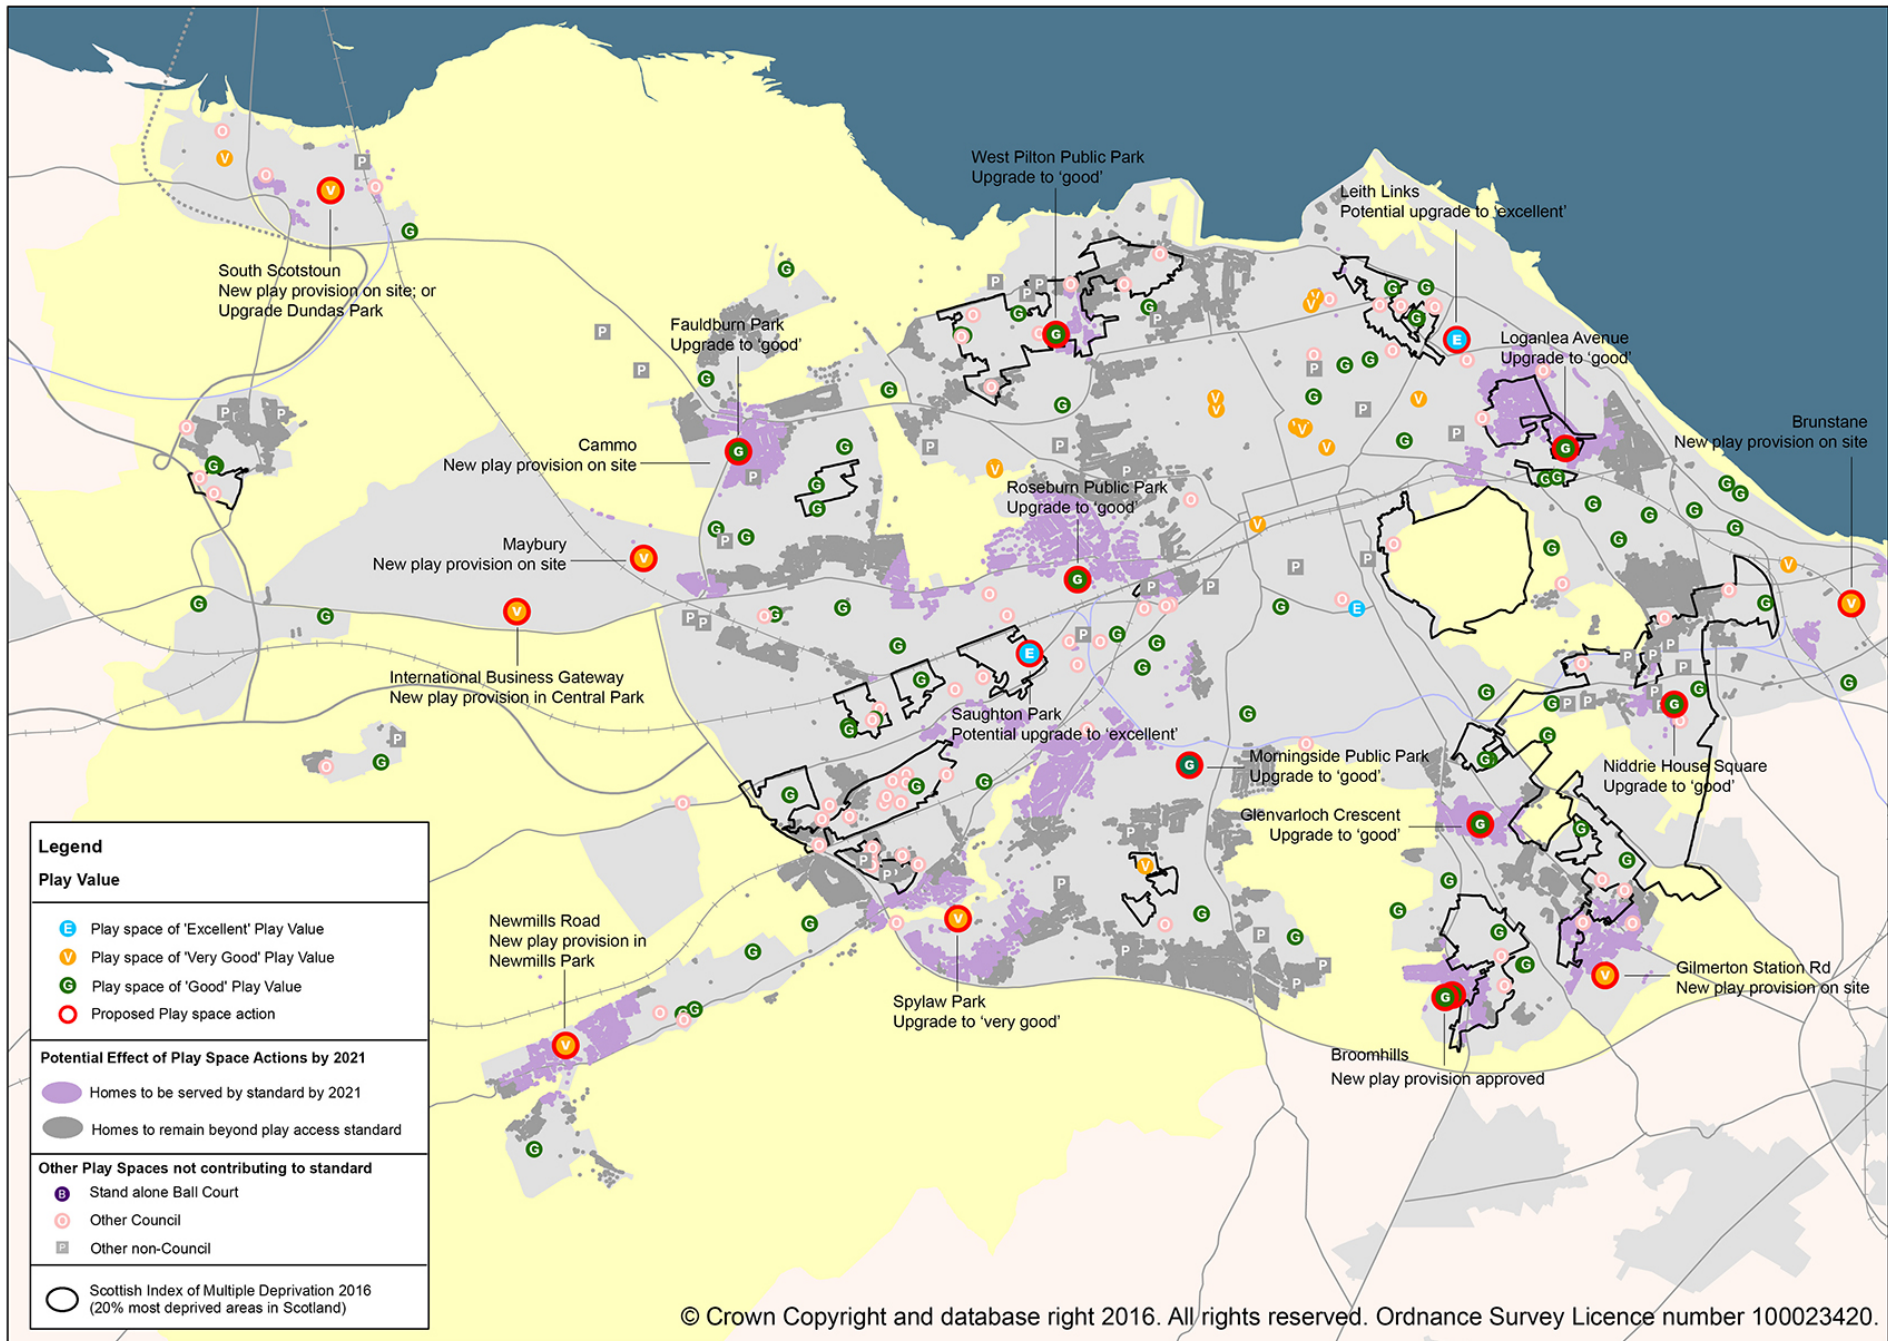 West Pilton Public Park
Upgrade to ‘good’
Leith Links
Potential upgrade to ‘excellent’
South Scotstoun
New play provision on site; or
Upgrade Dundas Park
Fauldburn Park
Upgrade to ‘good’
Loganlea Avenue
Upgrade to ‘good’
Brunstane
New play provision on site
Cammo
New play provision on site
Roseburn Public Park
Upgrade to ‘good’
Maybury
New play provision on site
International Business Gateway
New play provision in Central Park
Saughton Park
Potential upgrade to ‘excellent’
Morningside Public Park
Upgrade to ‘good’
Niddrie House Square
Upgrade to ‘good’
Glenvarloch Crescent
Upgrade to ‘good’
Newmills Road
New play provision in
Newmills Park
Spylaw Park
Upgrade to ‘very good’
Gilmerton Station Rd
New play provision on site
Broomhills
New play provision approved
Legend
Play Value
E Play space of 'Excellent' Play Value
V Play space of 'Very Good' Play Value
G Play space of 'Good' Play Value
Proposed Play space action
Potential Effect of Play Space Actions by 2021
Homes to be served by standard by 2021
Homes to remain beyond play access standard
Other Play Spaces not contributing to standard
B Stand alone Ball Court
O Other Council
P Other non-Council
Scottish Index of Multiple Deprivation 2016
(20% most deprived areas in Scotland)
© Crown Copyright and database right 2016. All rights reserved. Ordnance Survey Licence number 100023420.